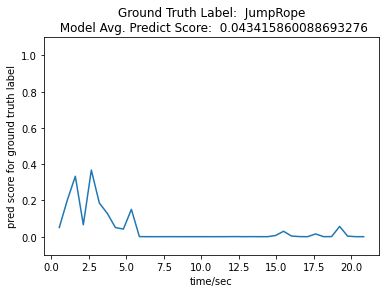 Ground Truth Label:  JumpRope
Model Avg. Predict Score:  0.043415860088693276
pred score for ground truth label
1.0
0.8
0.6
0.4
0.2
0.0
0.0 2.5 5.0 7.5 10.0 12.5 15.0 17.5 20.0
time/sec